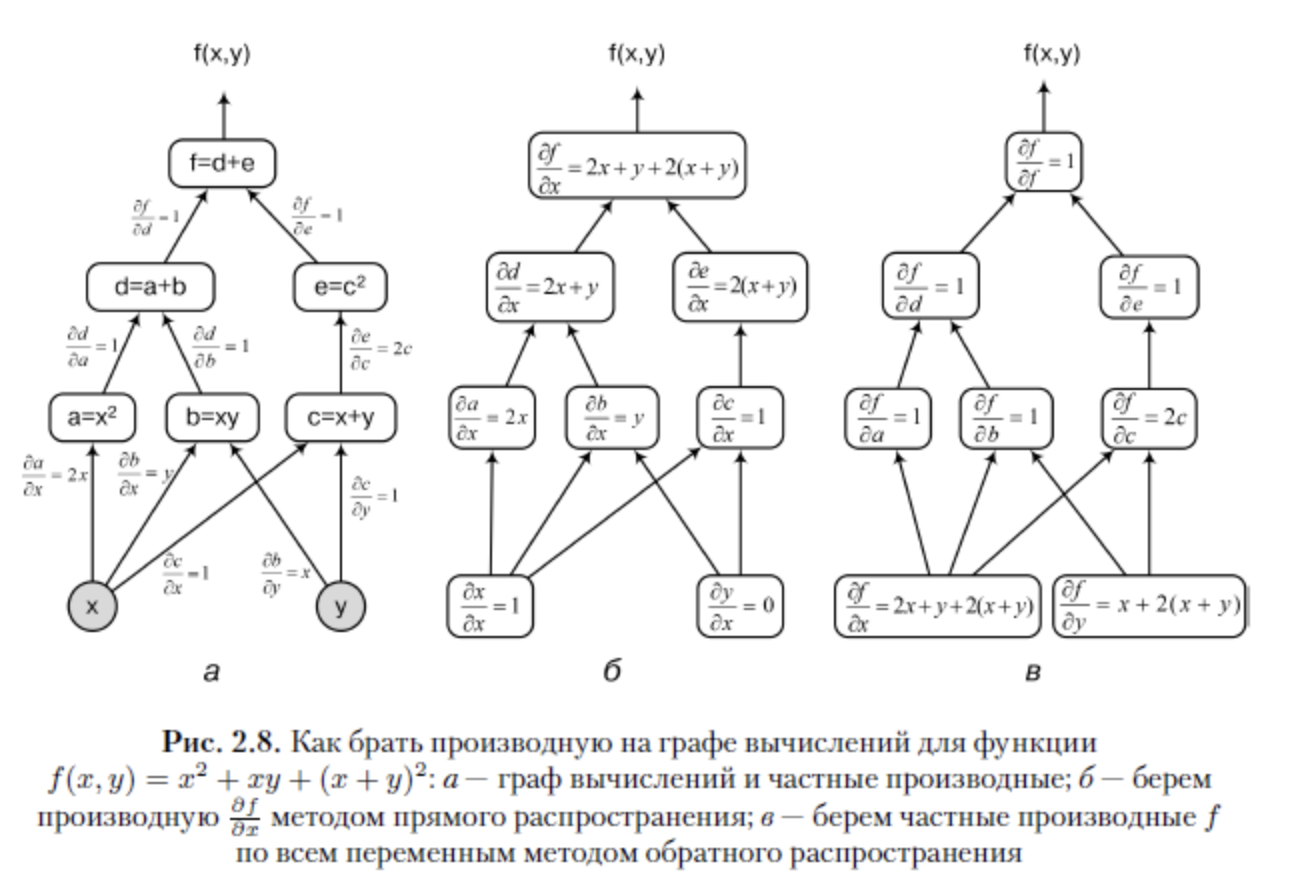 f(x,y) f(x,y) f(x,y)
f=d+e ∂f/∂x = 2x + y + 2(x + y) ∂f/∂f = 1
∂f/∂d = 1 ∂f/∂e = 1
d=a+b e=c² ∂d/∂x = 2x + y ∂e/∂x = 2(x + y) ∂f/∂d = 1 ∂f/∂e = 1
∂d/∂a = 1 ∂d/∂b = 1 ∂e/∂c = 2c
a=x² b=xy c=x+y ∂a/∂x = 2x ∂b/∂x = y ∂c/∂x = 1 ∂f/∂a = 1 ∂f/∂b = 1 ∂f/∂c = 2c
∂a/∂x = 2x ∂b/∂x = y ∂c/∂y = 1
∂c/∂x = 1 ∂b/∂y = x
x y ∂x/∂x = 1 ∂y/∂x = 0 ∂f/∂x = 2x + y + 2(x + y) ∂f/∂y = x + 2(x + y)
а б в
Рис. 2.8. Как брать производную на графе вычислений для функции
f(x, y) = x² + xy + (x + y)²: а — граф вычислений и частные производные; б — берем
производную ∂f/∂x методом прямого распространения; в — берем частные производные f
по всем переменным методом обратного распространения